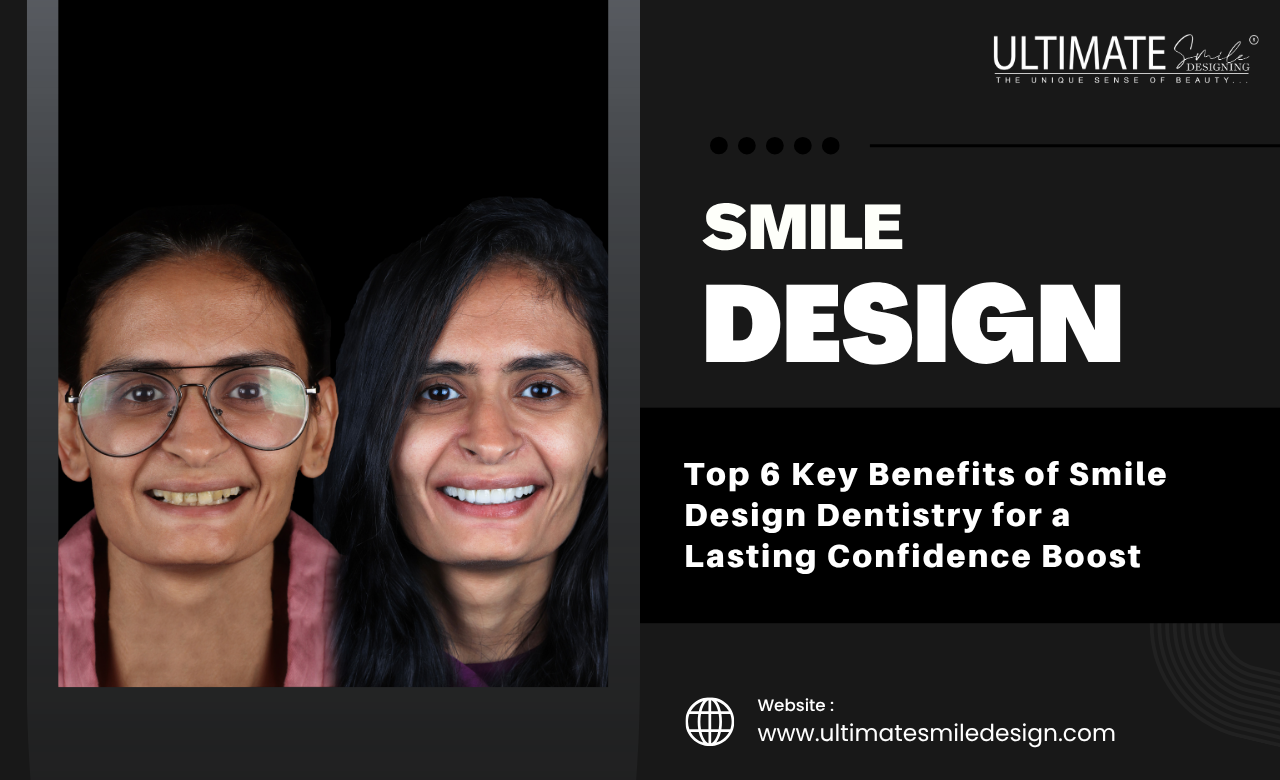 ULTIMATE Smile
DESIGNING
THE UNIQUE SENSE OF BEAUTY...
SMILE
DESIGN
Top 6 Key Benefits of Smile
Design Dentistry for a
Lasting Confidence Boost
Website :
www.ultimatesmiledesign.com